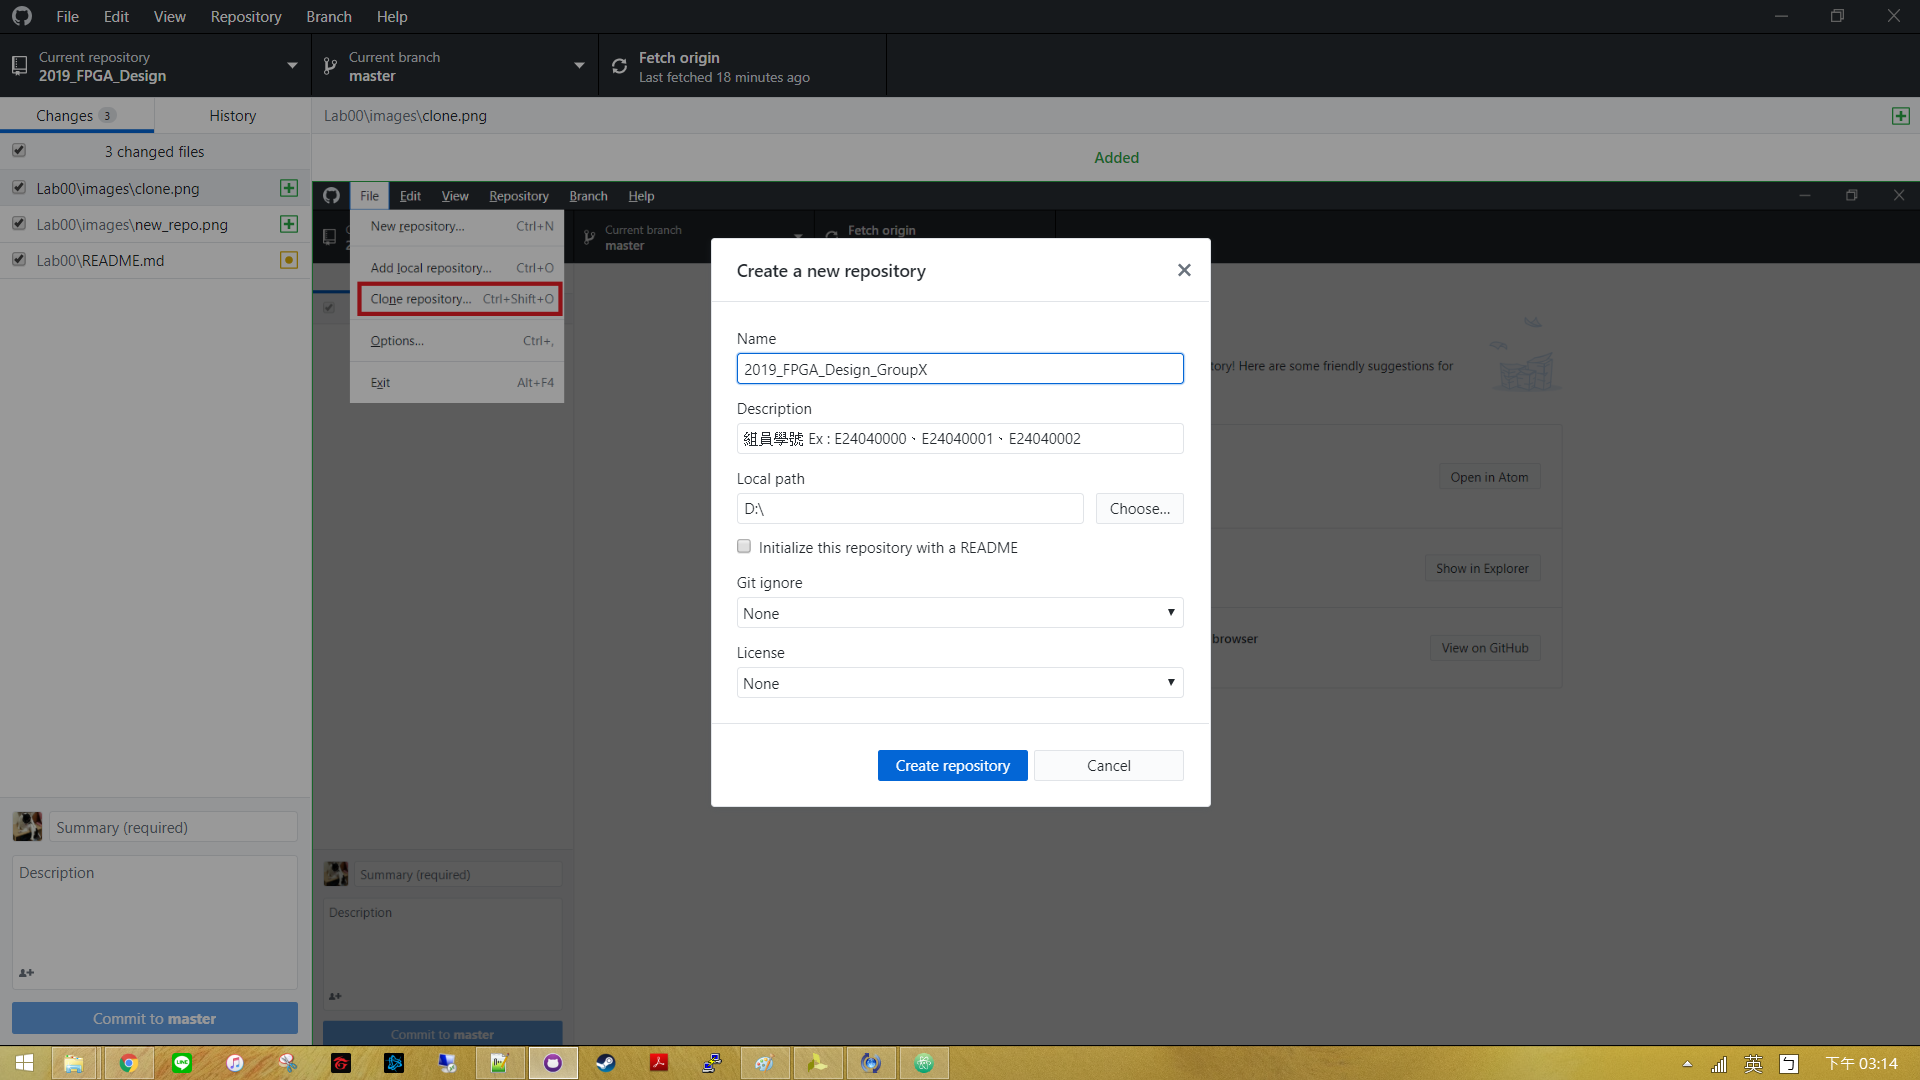 File Edit View Repository Branch Help
Current repository
2019_FPGA_Design
Current branch
master
Fetch origin
Last fetched 18 minutes ago
Changes 3
History
Lab00\images\clone.png
3 changed files
Added
Lab00\images\clone.png
Lab00\images\new_repo.png
Lab00\README.md
File Edit View Repository Branch Help
New repository... Ctrl+N
Add local repository... Ctrl+O
Clone repository... Ctrl+Shift+O
Options... Ctrl+,
Exit Alt+F4
Current branch
master
Fetch origin
Create a new repository
Name
2019_FPGA_Design_GroupX
Description
組員學號 Ex : E24040000、E24040001、E24040002
Local path
D:\
Choose...
Initialize this repository with a README
Git ignore
None
License
None
Create repository
Cancel
tory! Here are some friendly suggestions for
Open in Atom
Show in Explorer
browser
View on GitHub
Summary (required)
Description
Commit to master
Summary (required)
Description
Commit to master
英
ㄅ
下午 03:14